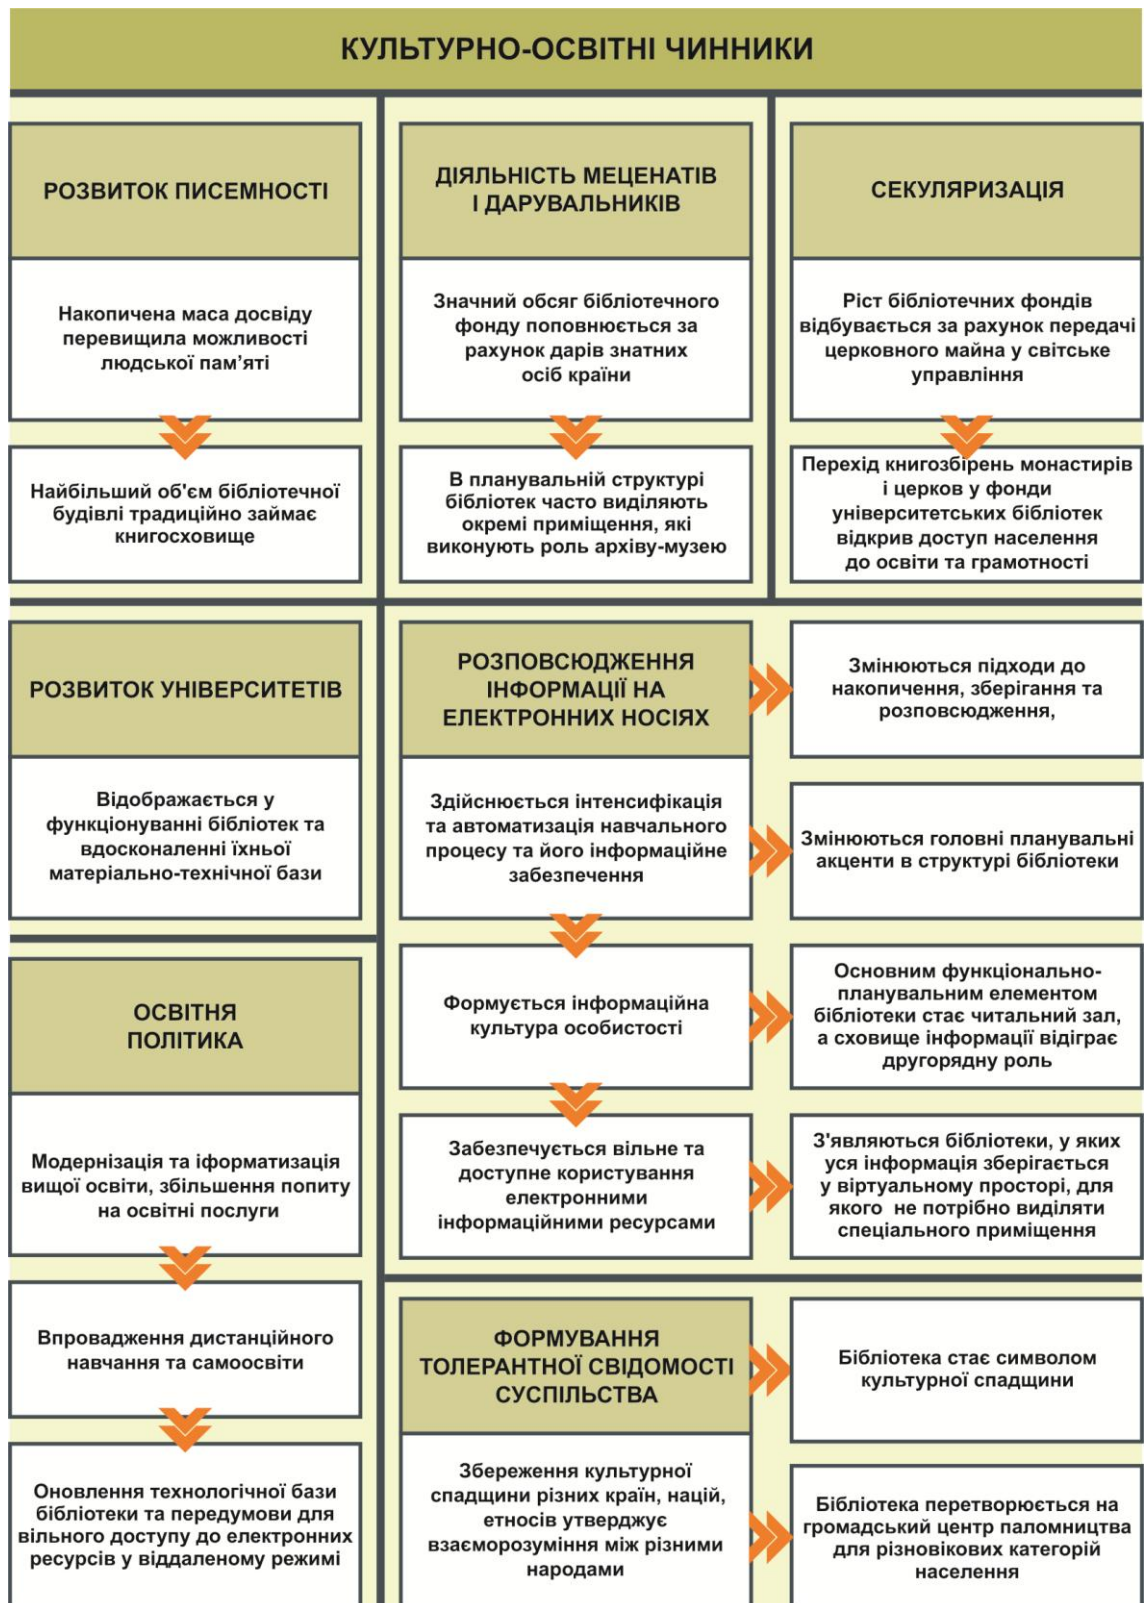 КУЛЬТУРНО-ОСВІТНІ ЧИННИКИ
РОЗВИТОК ПИСЕМНОСТІ
Накопичена маса досвіду
перевищила можливості
людської пам’яті
Найбільший об'єм бібліотечної
будівлі традиційно займає
книгосховище
ДІЯЛЬНІСТЬ МЕЦЕНАТІВ
І ДАРУВАЛЬНИКІВ
Значний обсяг бібліотечного
фонду поповнюється за
рахунок дарів знатних
осіб країни
В планувальній структурі
бібліотек часто виділяють
окремі приміщення, які
виконують роль архіву-музею
СЕКУЛЯРИЗАЦІЯ
Ріст бібліотечних фондів
відбувається за рахунок передачі
церковного майна у світське
управління
Перехід книгозбірень монастирів
і церков у фонди
університетських бібліотек
відкрив доступ населення
до освіти та грамотності
РОЗВИТОК УНІВЕРСИТЕТІВ
Відображається у
функціонуванні бібліотек та
вдосконаленні їхньої
матеріально-технічної бази
ОСВІТНЯ
ПОЛІТИКА
Модернізація та іформатизація
вищої освіти, збільшення попиту
на освітні послуги
Впровадження дистанційного
навчання та самоосвіти
Оновлення технологічної бази
бібліотеки та передумови для
вільного доступу до електронних
ресурсів у віддаленому режимі
РОЗПОВСЮДЖЕННЯ
ІНФОРМАЦІЇ НА
ЕЛЕКТРОННИХ НОСІЯХ
Здійснюється інтенсифікація
та автоматизація навчального
процесу та його інформаційне
забезпечення
Формується інформаційна
культура особистості
Забезпечується вільне та
доступне користування
електронними
інформаційними ресурсами
Змінюються підходи до
накопичення, зберігання та
розповсюдження,
Змінюються головні планувальні
акценти в структурі бібліотеки
Основним функціонально-
планувальним елементом
бібліотеки стає читальний зал,
а сховище інформації відіграє
другорядну роль
З'являються бібліотеки, у яких
уся інформація зберігається
у віртуальному просторі, для
якого не потрібно виділяти
спеціального приміщення
ФОРМУВАННЯ
ТОЛЕРАНТНОЇ СВІДОМОСТІ
СУСПІЛЬСТВА
Збереження культурної
спадщини різних країн, націй,
етносів утверджує
взаєморозуміння між різними
народами
Бібліотека стає символом
культурної спадщини
Бібліотека перетворюється на
громадський центр паломництва
для різновікових категорій
населення